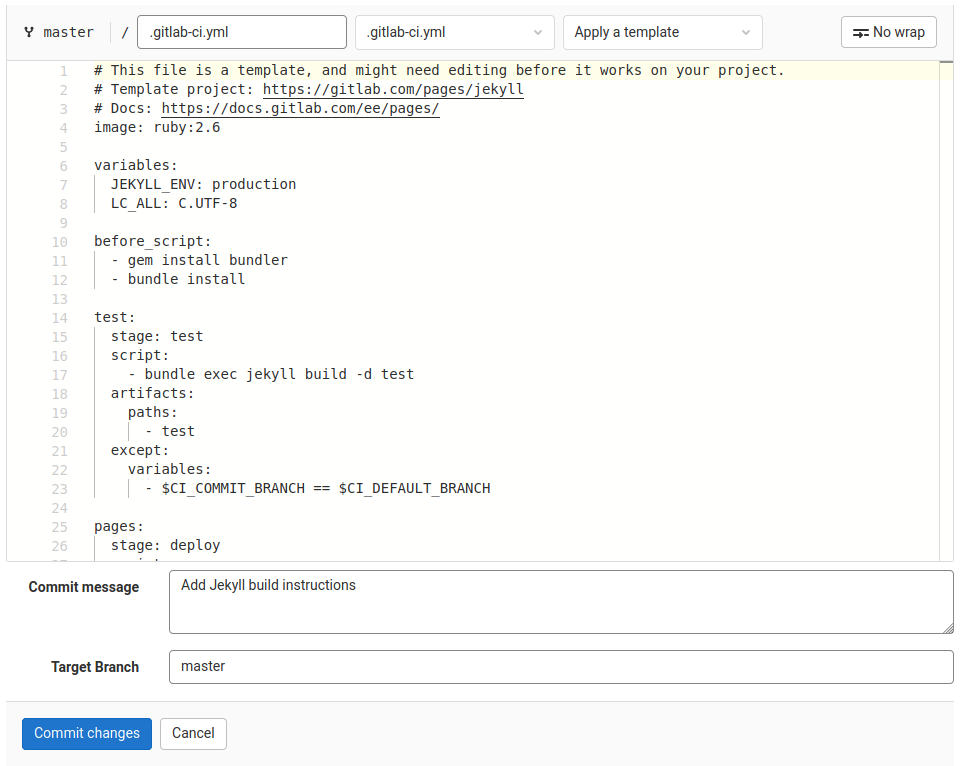 master / .gitlab-ci.yml .gitlab-ci.yml Apply a template No wrap
1 # This file is a template, and might need editing before it works on your project.
2 # Template project: https://gitlab.com/pages/jekyll
3 # Docs: https://docs.gitlab.com/ee/pages/
4 image: ruby:2.6
5
6 variables:
7 JEKYLL_ENV: production
8 LC_ALL: C.UTF-8
9
10 before_script:
11 - gem install bundler
12 - bundle install
13
14 test:
15 stage: test
16 script:
17 - bundle exec jekyll build -d test
18 artifacts:
19 paths:
20 - test
21 except:
22 variables:
23 - $CI_COMMIT_BRANCH == $CI_DEFAULT_BRANCH
24
25 pages:
26 stage: deploy
Commit message Add Jekyll build instructions
Target Branch master
Commit changes Cancel